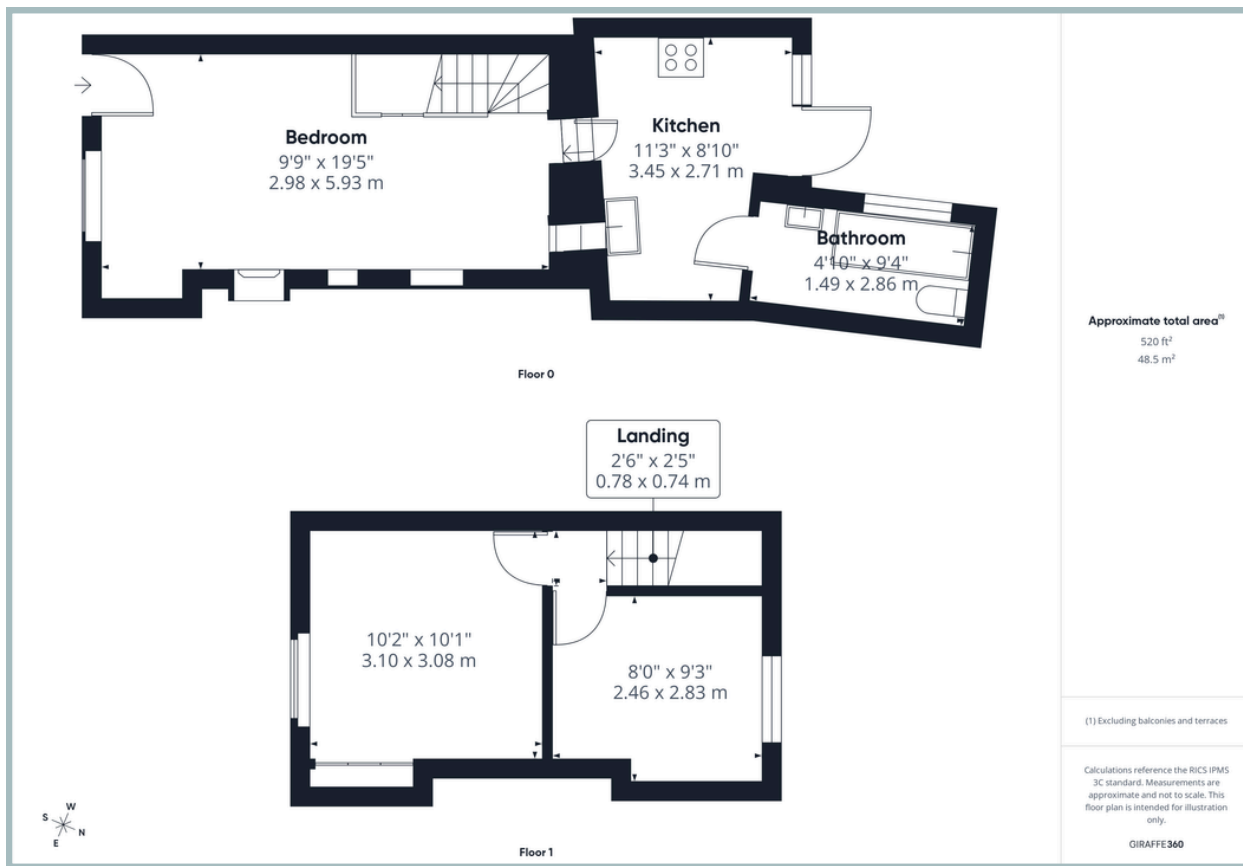 Bedroom
9'9" x 19'5"
2.98 x 5.93 m
Kitchen
11'3" x 8'10"
3.45 x 2.71 m
Bathroom
4'10" x 9'4"
1.49 x 2.86 m
Floor 0
Landing
2'6" x 2'5"
0.78 x 0.74 m
10'2" x 10'1"
3.10 x 3.08 m
8'0" x 9'3"
2.46 x 2.83 m
Floor 1
W
S
N
E
Approximate total area(1)
520 ft²
48.5 m²
(1) Excluding balconies and terraces
Calculations reference the RICS IPMS
3C standard. Measurements are
approximate and not to scale. This
floor plan is intended for illustration
only.
GIRAFFE360